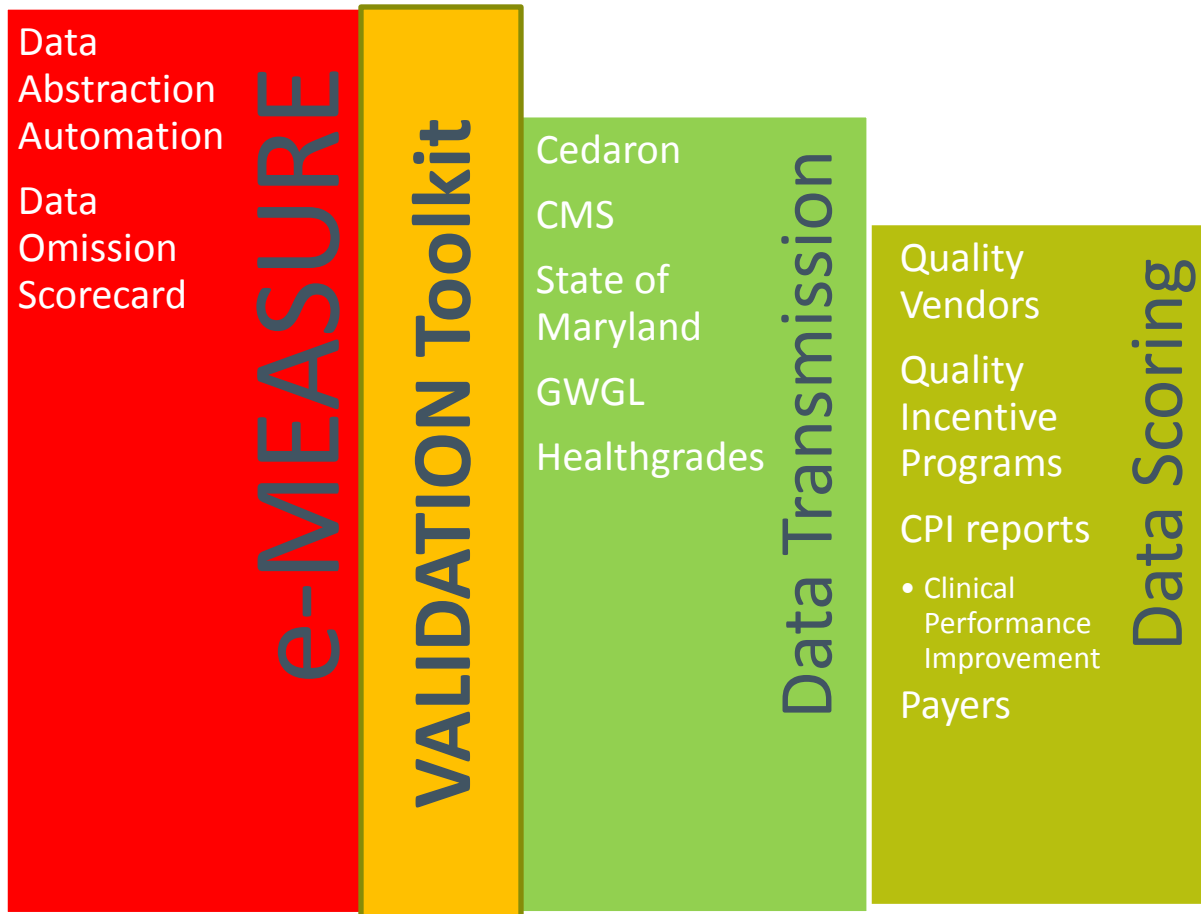 Data
Abstraction
Automation
Data
Omission
Scorecard
e-MEASURE
VALIDATION Toolkit
Cedaron
CMS
State of
Maryland
GWGL
Healthgrades
Data Transmission
Quality
Vendors
Quality
Incentive
Programs
CPI reports
• Clinical
Performance
Improvement
Payers
Data Scoring